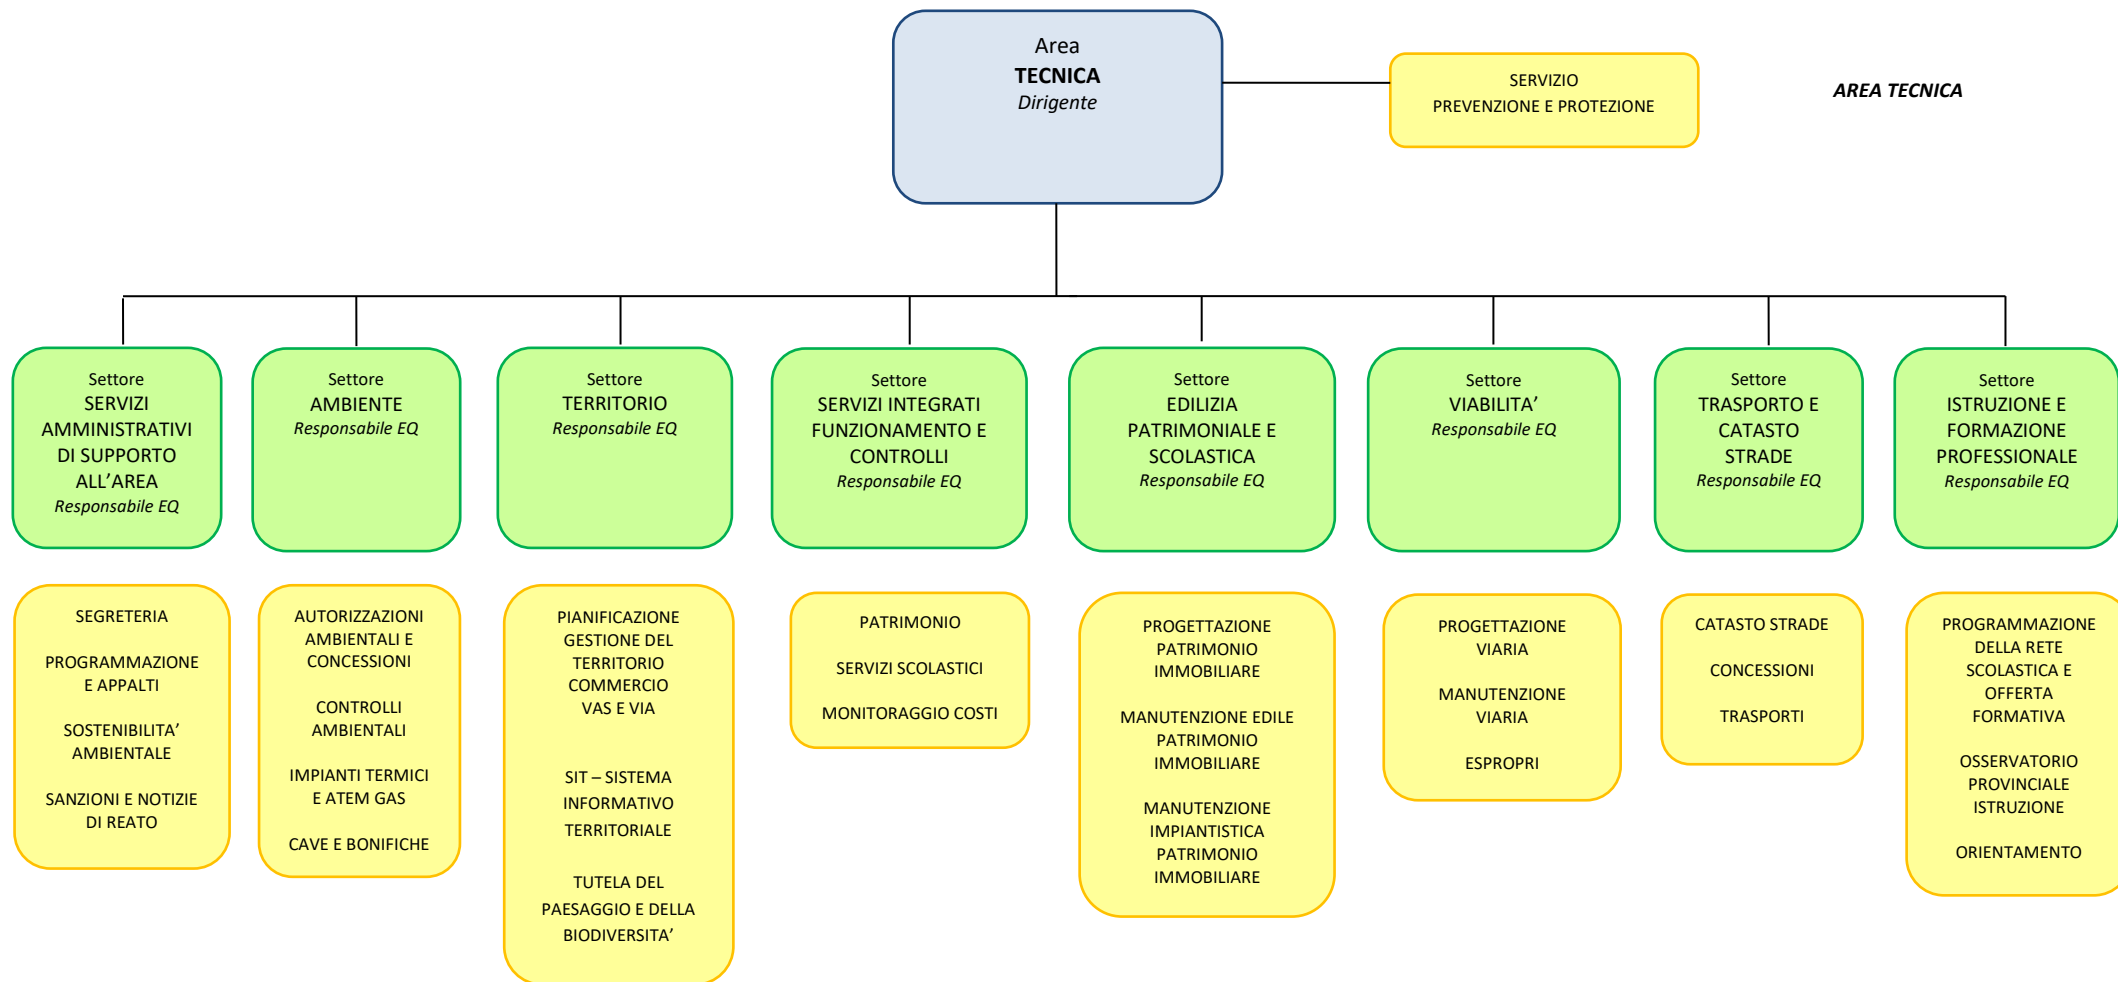 Area
TECNICA
Dirigente
SERVIZIO
PREVENZIONE E PROTEZIONE
AREA TECNICA
Settore
SERVIZI
AMMINISTRATIVI
DI SUPPORTO
ALL’AREA
Responsabile EQ
Settore
AMBIENTE
Responsabile EQ
Settore
TERRITORIO
Responsabile EQ
Settore
SERVIZI INTEGRATI
FUNZIONAMENTO E
CONTROLLI
Responsabile EQ
Settore
EDILIZIA
PATRIMONIALE E
SCOLASTICA
Responsabile EQ
Settore
VIABILITA’
Responsabile EQ
Settore
TRASPORTO E
CATASTO
STRADE
Responsabile EQ
Settore
ISTRUZIONE E
FORMAZIONE
PROFESSIONALE
Responsabile EQ
SEGRETERIA
PROGRAMMAZIONE
E APPALTI
SOSTENIBILITA’
AMBIENTALE
SANZIONI E NOTIZIE
DI REATO
AUTORIZZAZIONI
AMBIENTALI E
CONCESSIONI
CONTROLLI
AMBIENTALI
IMPIANTI TERMICI
E ATEM GAS
CAVE E BONIFICHE
PIANIFICAZIONE
GESTIONE DEL
TERRITORIO
COMMERCIO
VAS E VIA
SIT – SISTEMA
INFORMATIVO
TERRITORIALE
TUTELA DEL
PAESAGGIO E DELLA
BIODIVERSITA’
PATRIMONIO
SERVIZI SCOLASTICI
MONITORAGGIO COSTI
PROGETTAZIONE
PATRIMONIO
IMMOBILIARE
MANUTENZIONE EDILE
PATRIMONIO
IMMOBILIARE
MANUTENZIONE
IMPIANTISTICA
PATRIMONIO
IMMOBILIARE
PROGETTAZIONE
VIARIA
MANUTENZIONE
VIARIA
ESPROPRI
CATASTO STRADE
CONCESSIONI
TRASPORTI
PROGRAMMAZIONE
DELLA RETE
SCOLASTICA E
OFFERTA
FORMATIVA
OSSERVATORIO
PROVINCIALE
ISTRUZIONE
ORIENTAMENTO